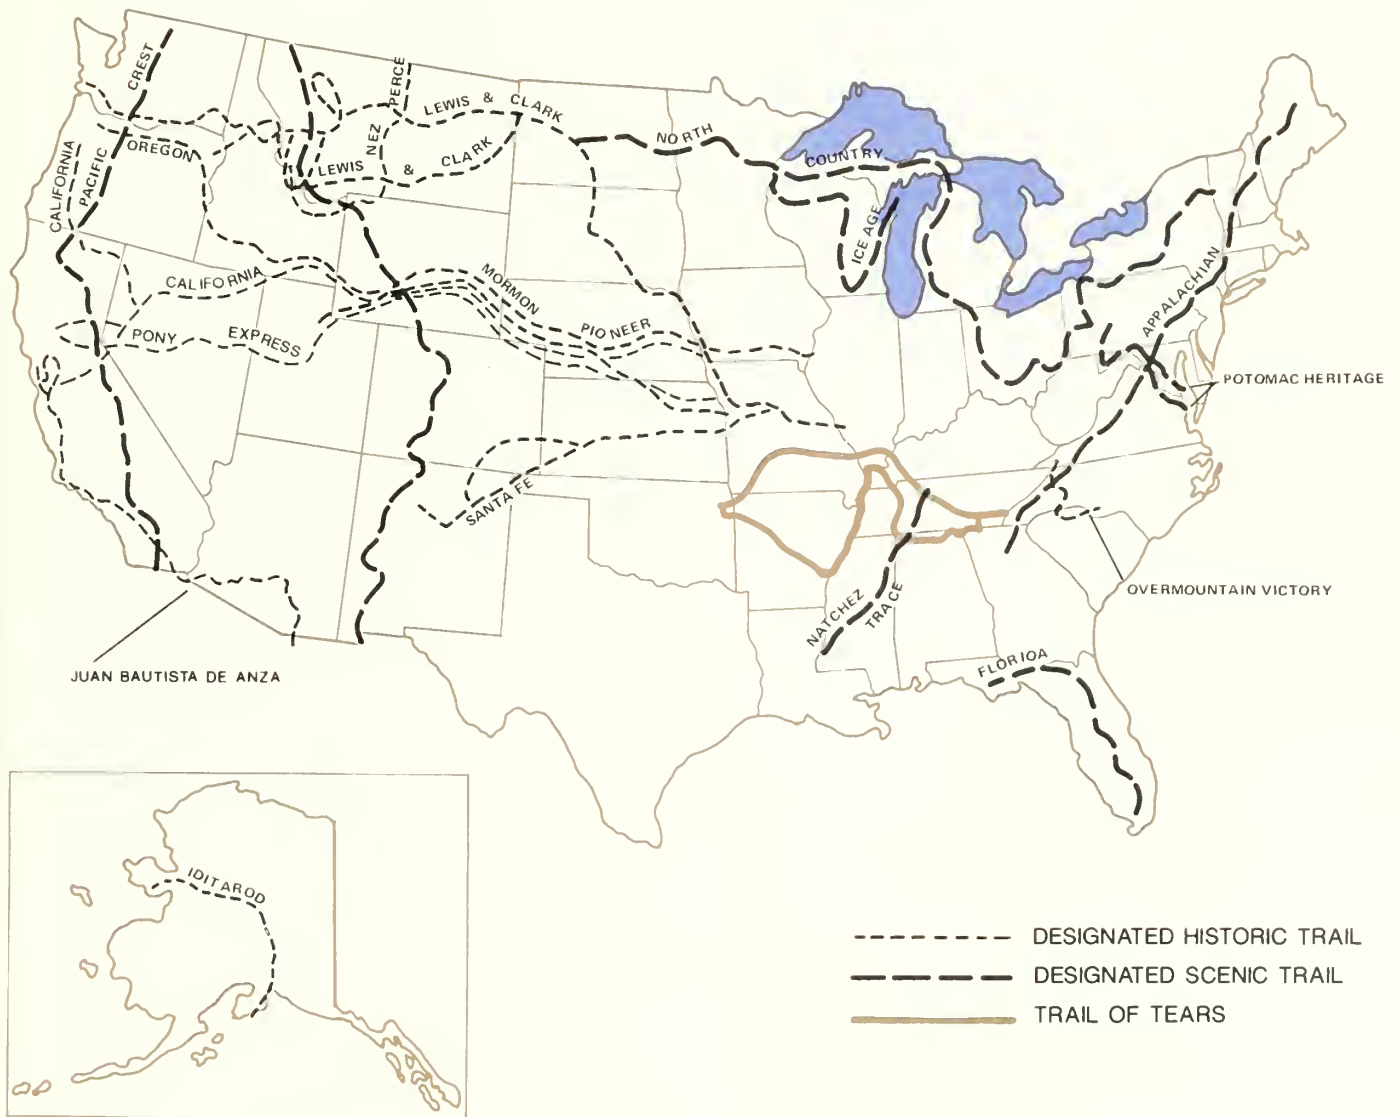 CREST
PACIFIC
NEZ PERCE
LEWIS & CLARK
LEWIS & CLARK
OREGON
CALIFORNIA
NORTH
COUNTRY
ICE AGE
CALIFORNIA
MORMON
PIONEER
PONY EXPRESS
APPALACHIAN
POTOMAC HERITAGE
SANTA FE
OVERMOUNTAIN VICTORY
NATCHEZ
TRACE
JUAN BAUTISTA DE ANZA
FLORIOA
IDITAROD
DESIGNATED HISTORIC TRAIL
DESIGNATED SCENIC TRAIL
TRAIL OF TEARS